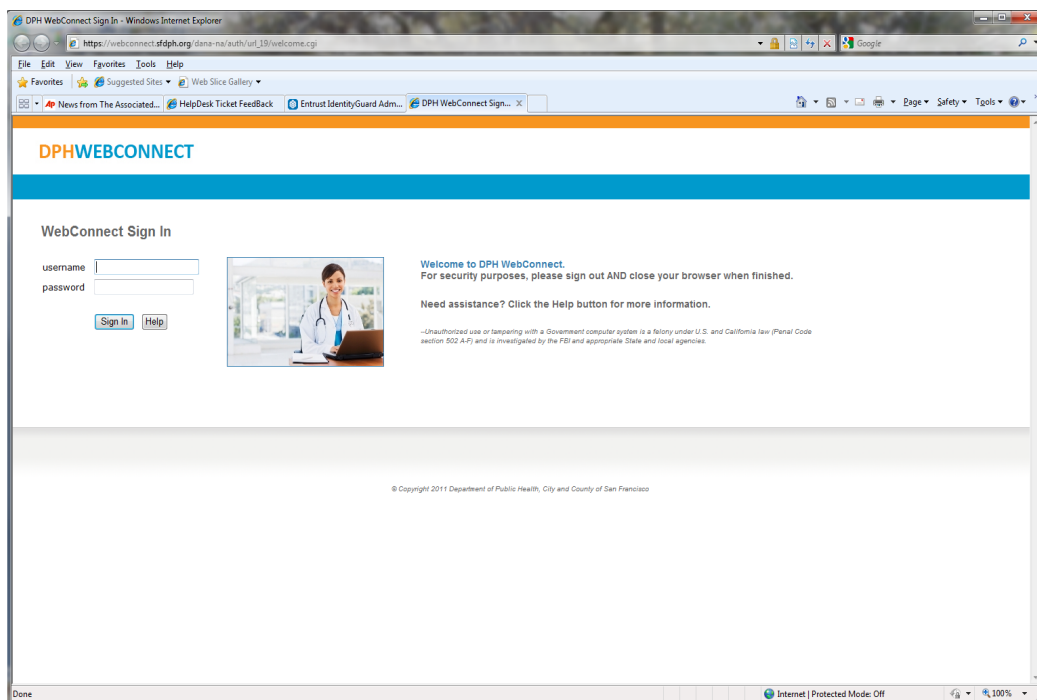 DPH WebConnect Sign In - Windows Internet Explorer
https://webconnect.sfdph.org/dana-na/auth/url_19/welcome.cgi
Google
File Edit View Favorites Tools Help
Favorites Suggested Sites Web Slice Gallery
AP News from The Associated... HelpDesk Ticket FeedBack Entrust IdentityGuard Adm... DPH WebConnect Sign... X
Page Safety Tools
DPHWEBCONNECT
WebConnect Sign In
username
password
Sign In Help
Welcome to DPH WebConnect.
For security purposes, please sign out AND close your browser when finished.
Need assistance? Click the Help button for more information.
--Unauthorized use or tampering with a Government computer system is a felony under U.S. and California law (Penal Code
section 502 A-F) and is investigated by the FBI and appropriate State and local agencies.
© Copyright 2011 Department of Public Health, City and County of San Francisco
Done
Internet | Protected Mode: Off
100%